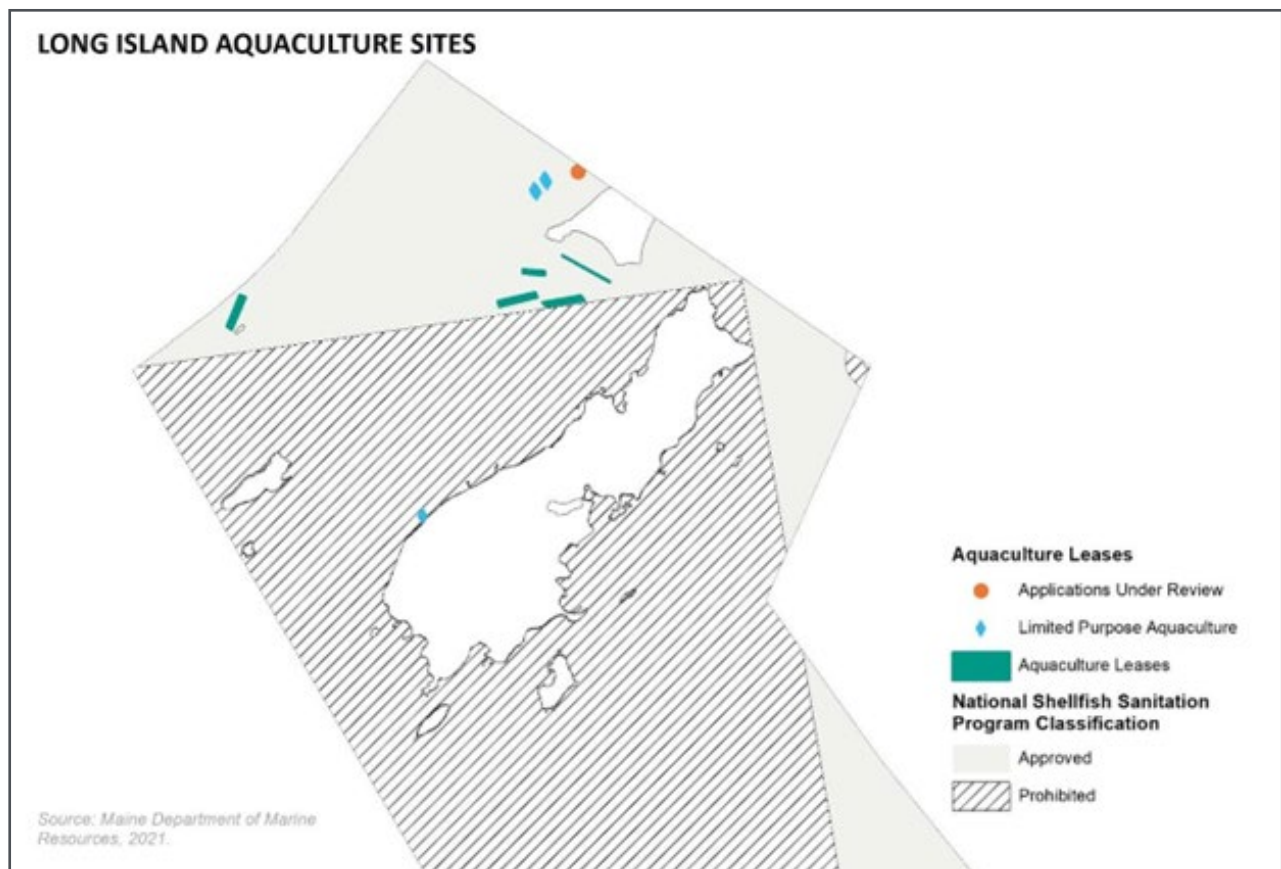 LONG ISLAND AQUACULTURE SITES
Aquaculture Leases
Applications Under Review
Limited Purpose Aquaculture
Aquaculture Leases
National Shellfish Sanitation
Program Classification
Approved
Prohibited
Source: Maine Department of Marine
Resources, 2021.